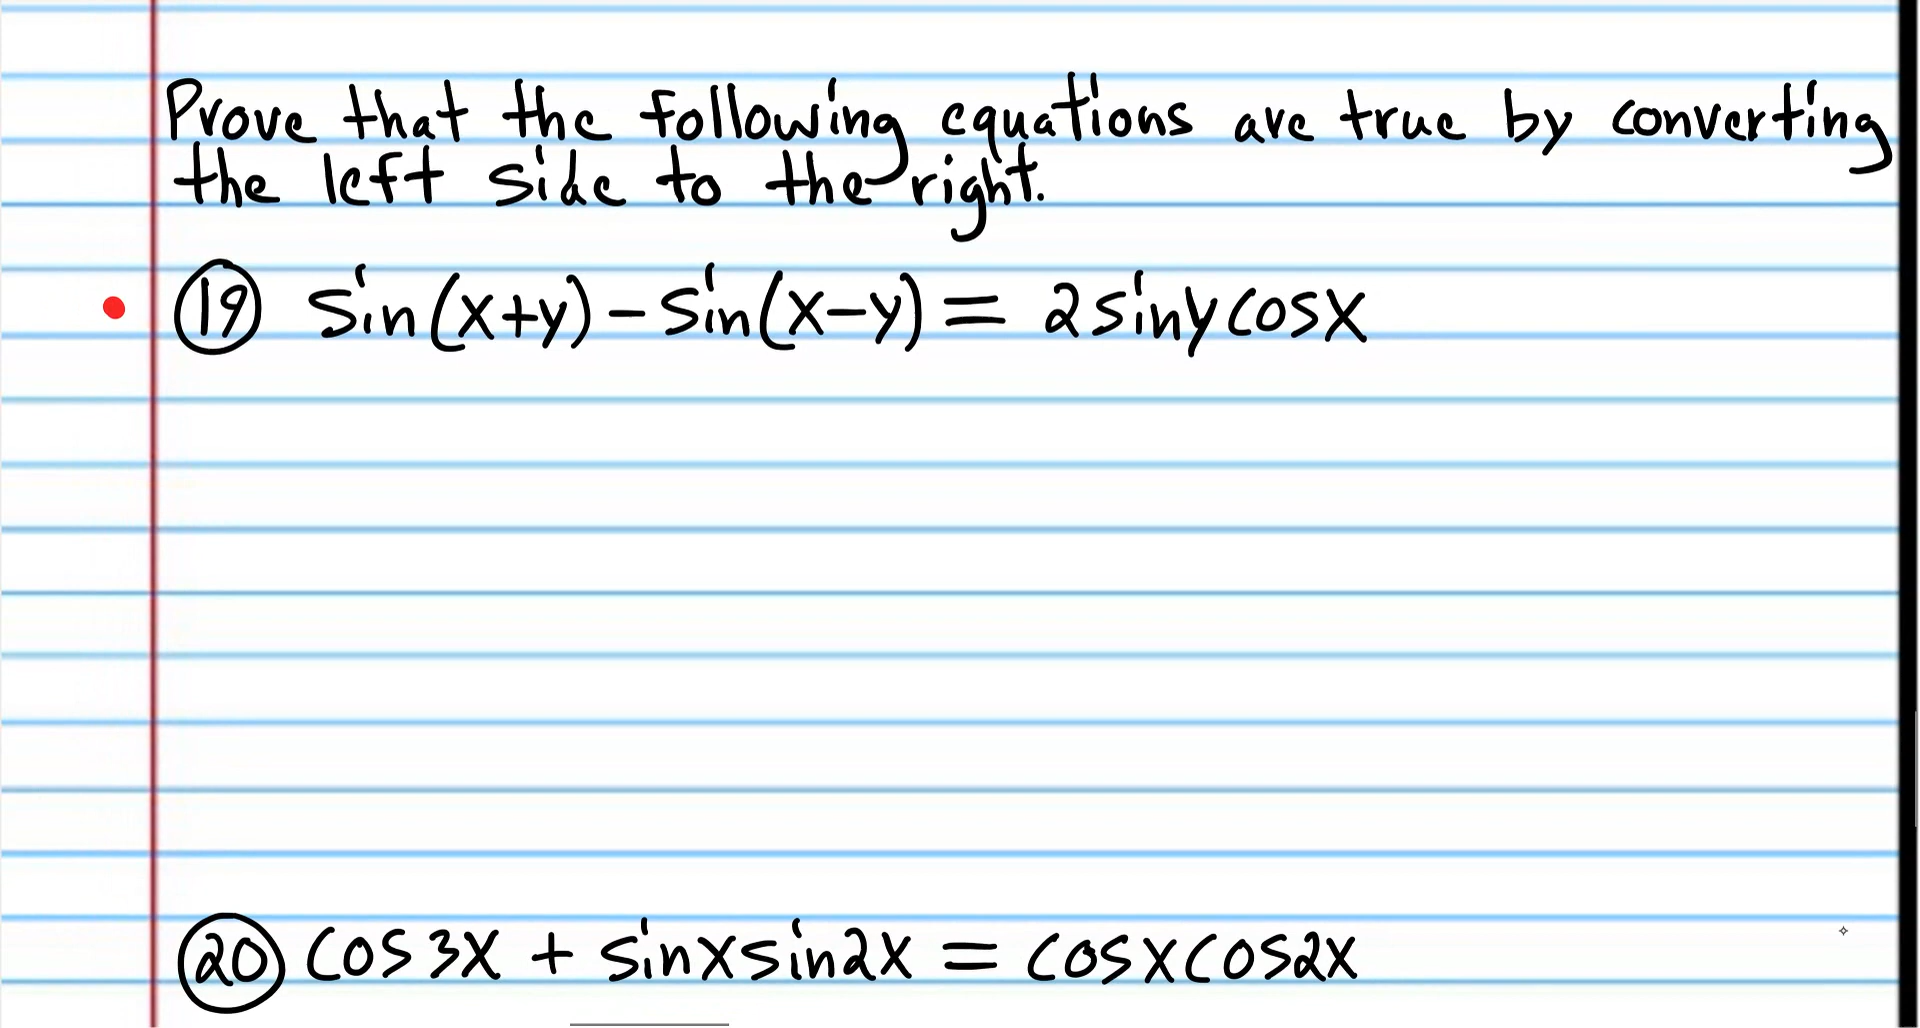 Prove that the following equations are true by converting
the left side to the right.
19 sin(x+y)-sin(x-y)= 2sinycosx
20 cos3x + sinxsin2x = cosxcos2x